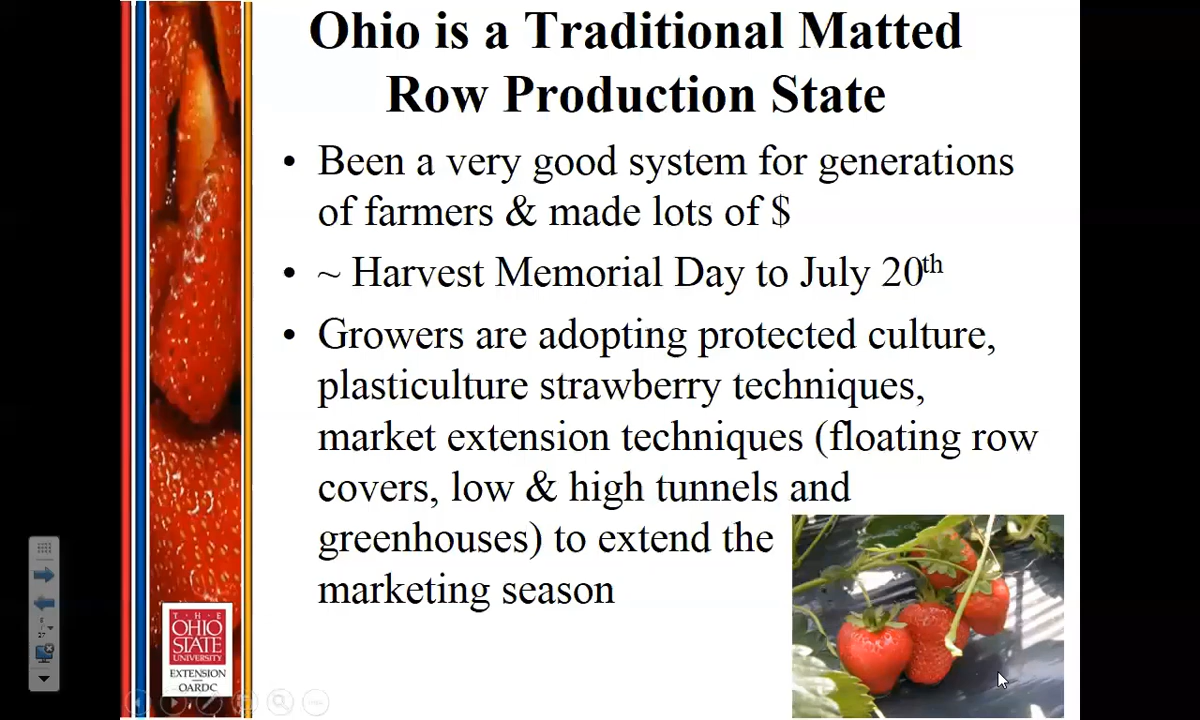 Ohio is a Traditional Matted
Row Production State
• Been a very good system for generations
of farmers & made lots of $
• ~ Harvest Memorial Day to July 20th
• Growers are adopting protected culture,
plasticulture strawberry techniques,
market extension techniques (floating row
covers, low & high tunnels and
greenhouses) to extend the
marketing season
T · H · E
OHIO
STATE
UNIVERSITY
EXTENSION
OARDC
27